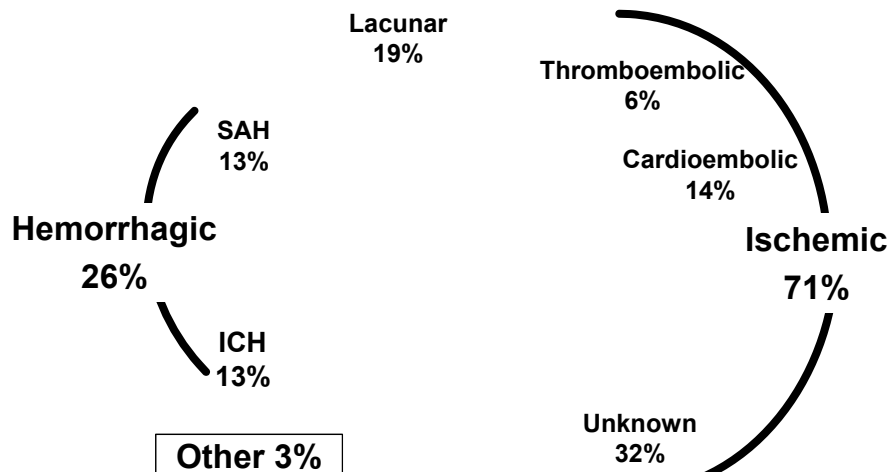 Lacunar
19%
Thromboembolic
6%
SAH
13%
Cardioembolic
14%
Hemorrhagic
26%
Ischemic
71%
ICH
13%
Unknown
32%
Other 3%